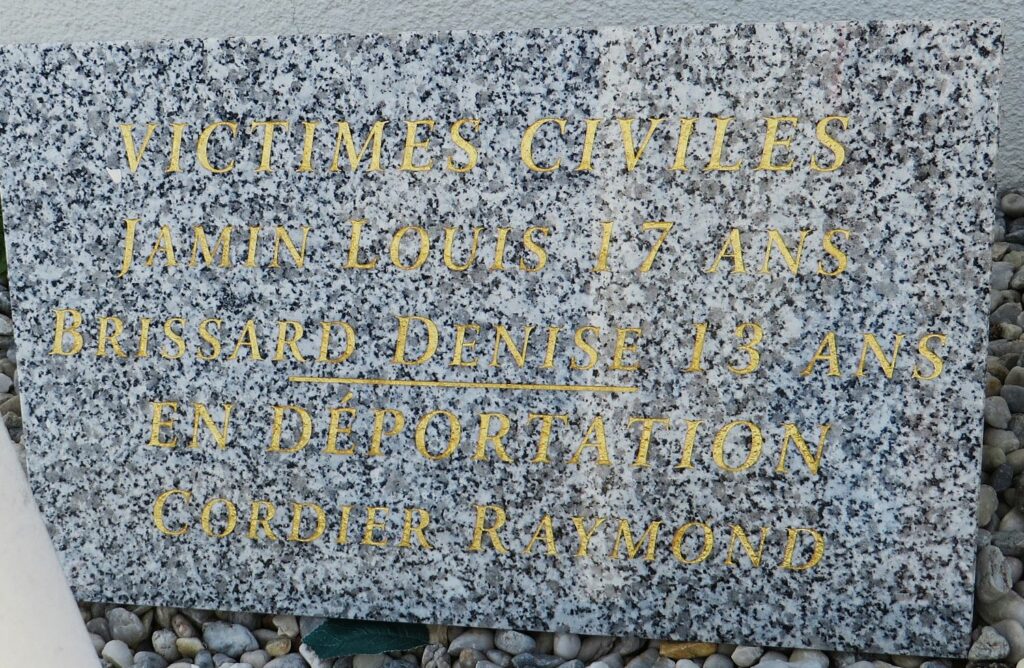 VICTIMES CIVILES
JAMIN LOUIS 17 ANS
BRISSARD DENISE 13 ANS
EN DÉPORTATION
CORDIER RAYMOND